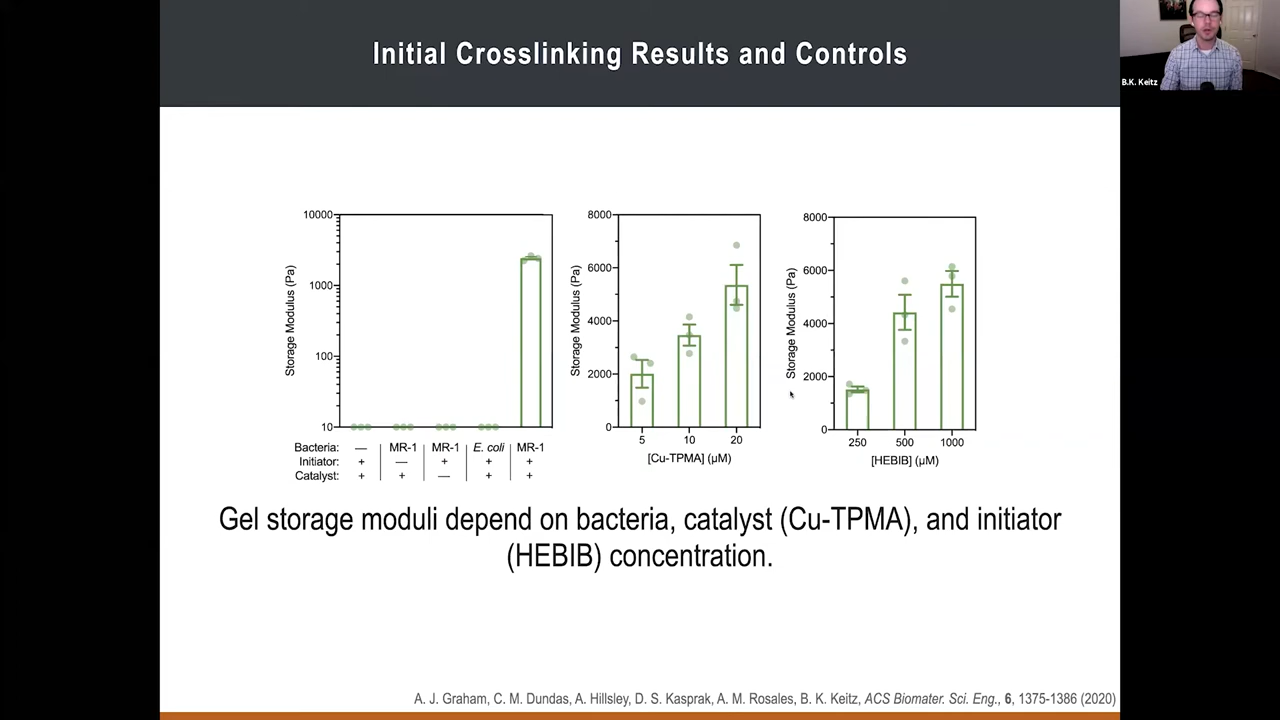 Initial Crosslinking Results and Controls
B.K. Keitz
Storage Modulus (Pa)
10000
1000
100
10
Bacteria: — MR-1 MR-1 E. coli MR-1
Initiator: + — + + +
Catalyst: + + — + +
Storage Modulus (Pa)
8000
6000
4000
2000
0
5 10 20
[Cu-TPMA] (μM)
Storage Modulus (Pa)
8000
6000
4000
2000
0
250 500 1000
[HEBIB] (μM)
Gel storage moduli depend on bacteria, catalyst (Cu-TPMA), and initiator
(HEBIB) concentration.
A. J. Graham, C. M. Dundas, A. Hillsley, D. S. Kasprak, A. M. Rosales, B. K. Keitz, ACS Biomater. Sci. Eng., 6, 1375-1386 (2020)